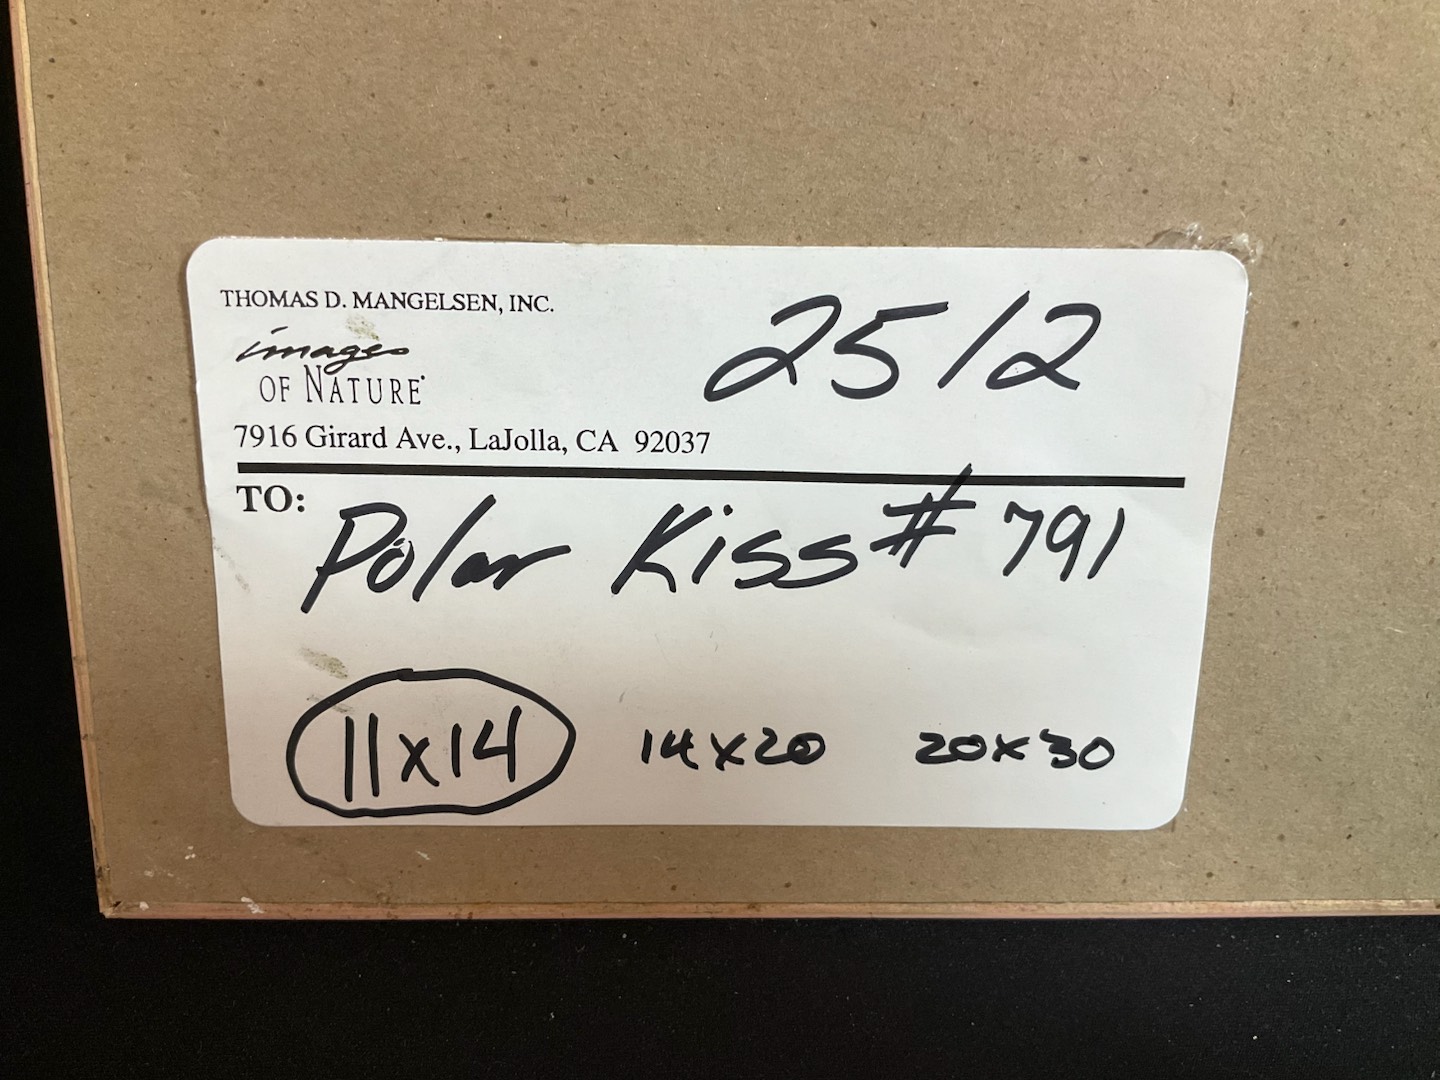 THOMAS D. MANGELSEN, INC.
images
OF NATURE®
7916 Girard Ave., LaJolla, CA 92037
2512
TO:
Polar Kiss # 791
11x14 14x20 20x30